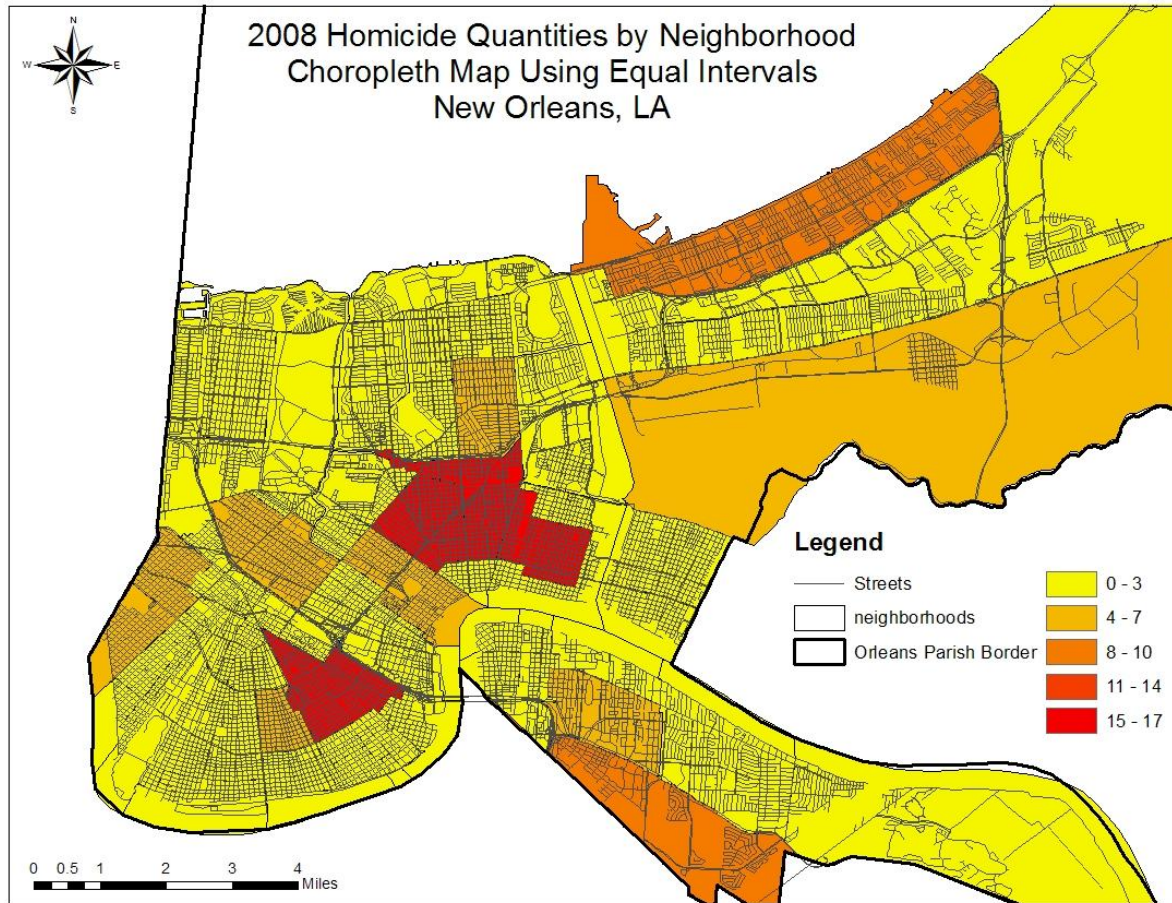 2008 Homicide Quantities by Neighborhood
Choropleth Map Using Equal Intervals
New Orleans, LA
N
W E
S
Legend
Streets
neighborhoods
Orleans Parish Border
0 - 3
4 - 7
8 - 10
11 - 14
15 - 17
0 0.5 1 2 3 4
Miles